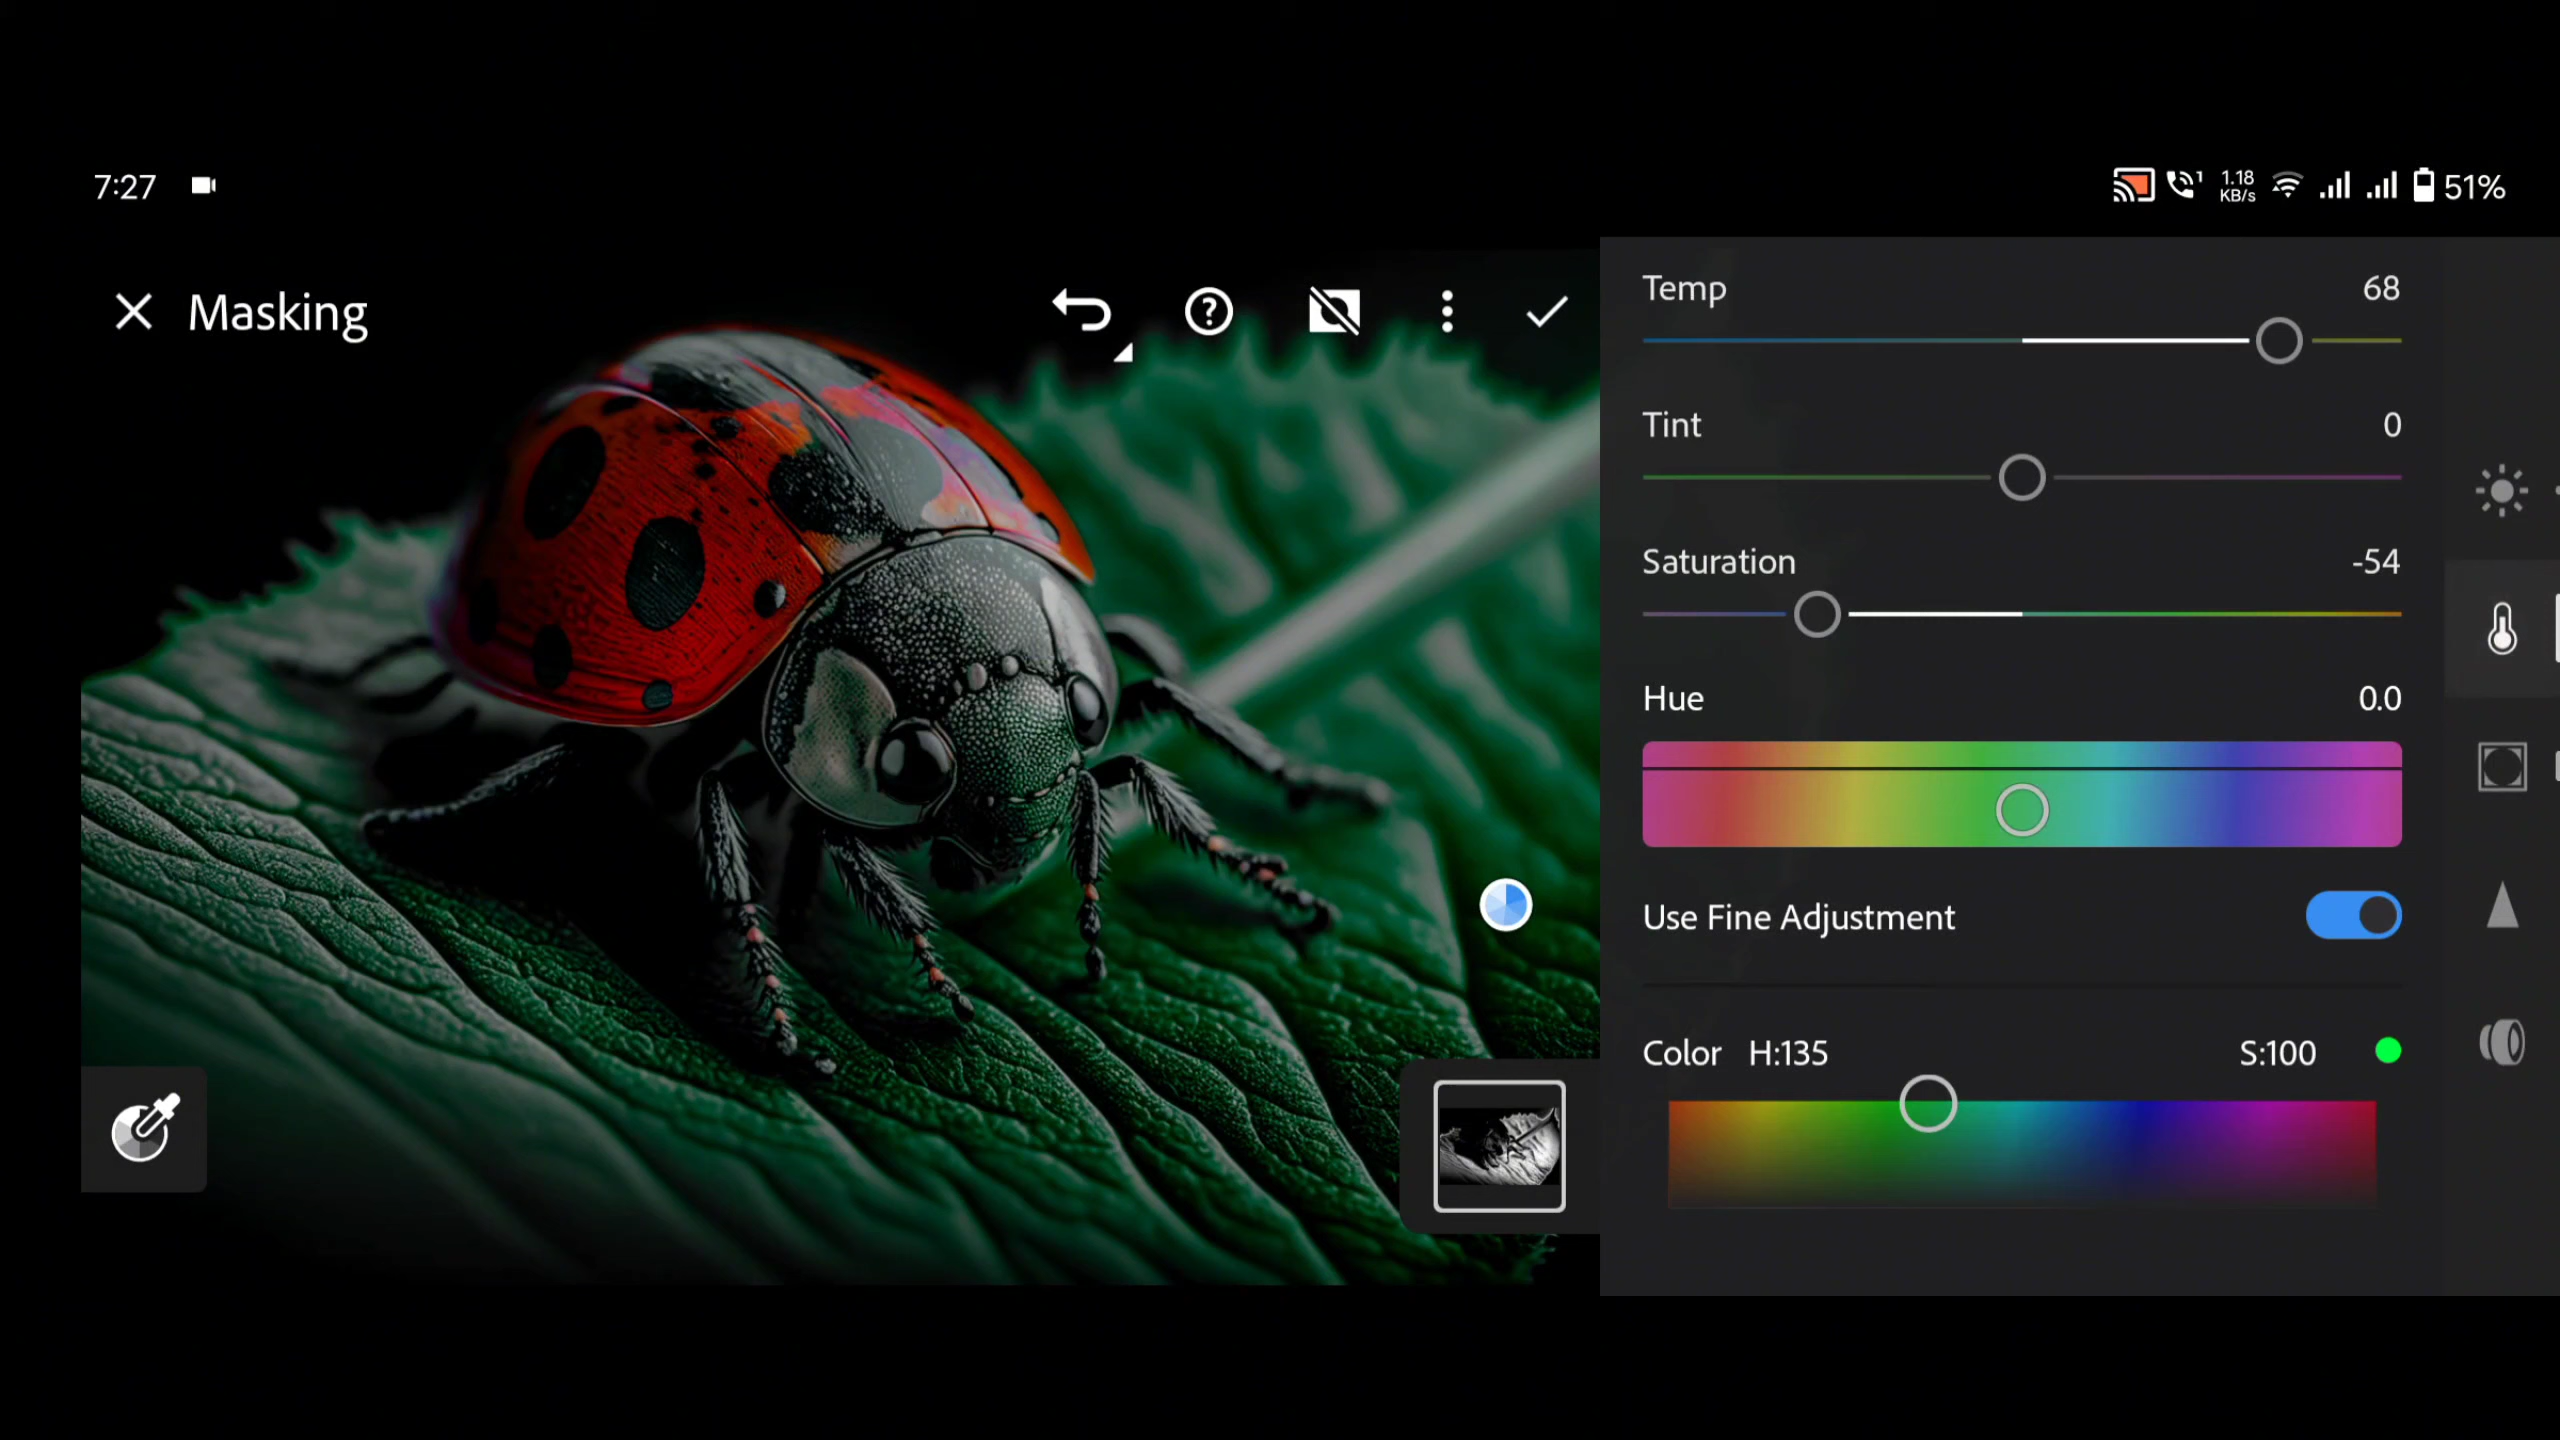 7:27
1
1.18
KB/s
51%
Masking
?
Temp 68
Tint 0
Saturation -54
Hue 0.0
Use Fine Adjustment
Color H:135 S:100